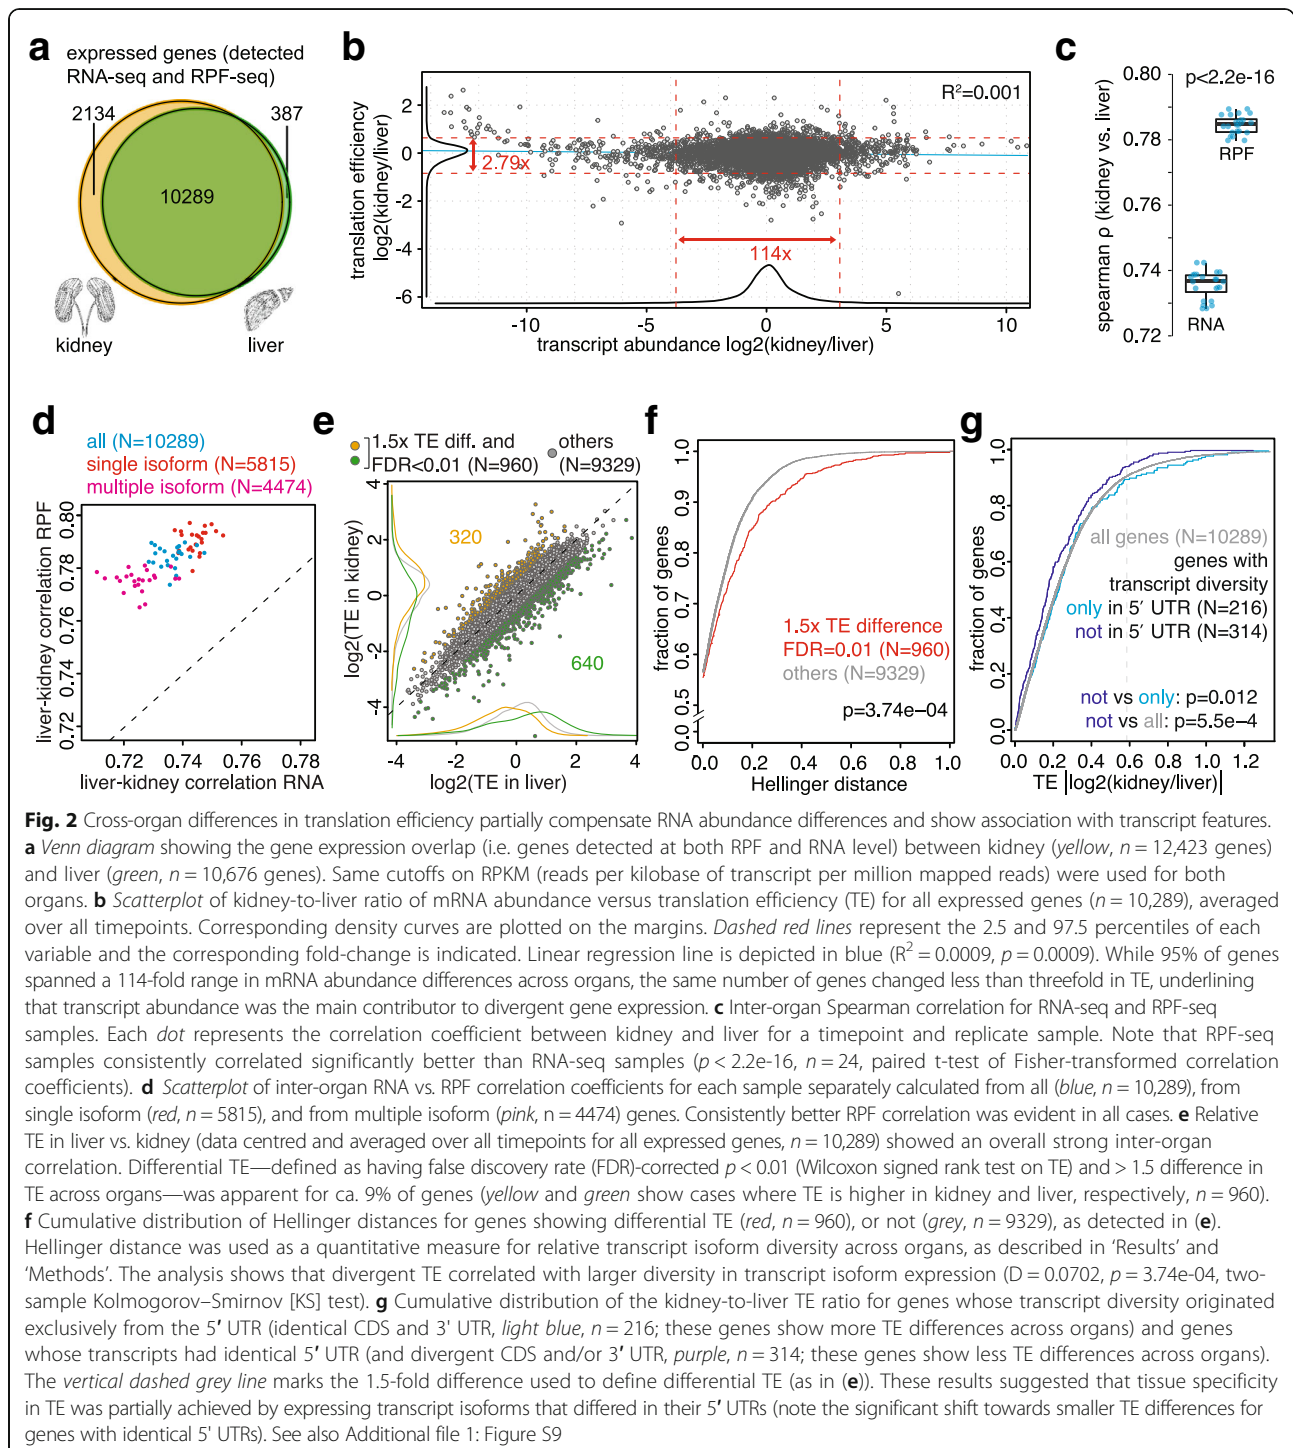 a
expressed genes (detected
RNA-seq and RPF-seq)
2134
387
10289
kidney
liver
b
translation efficiency
log2(kidney/liver)
2
0
-2
-4
-6
R²=0.001
2.79x
114x
-10
-5
0
5
10
transcript abundance log2(kidney/liver)
c
spearman ρ (kidney vs. liver)
0.80
0.78
0.76
0.74
0.72
p<2.2e-16
RPF
RNA
d
all (N=10289)
single isoform (N=5815)
multiple isoform (N=4474)
liver-kidney correlation RPF
0.80
0.78
0.76
0.74
0.72
0.72
0.74
0.76
0.78
liver-kidney correlation RNA
e
1.5x TE diff. and
FDR<0.01 (N=960)
others
(N=9329)
log2(TE in kidney)
4
2
0
-2
-4
320
640
-4
-2
0
2
4
log2(TE in liver)
f
fraction of genes
1.0
0.9
0.8
0.7
0.6
0.5
0.0
1.5x TE difference
FDR=0.01 (N=960)
others (N=9329)
p=3.74e−04
0.0
0.2
0.4
0.6
0.8
1.0
Hellinger distance
g
fraction of genes
1.0
0.8
0.6
0.4
0.2
0.0
all genes (N=10289)
genes with
transcript diversity
only in 5′ UTR (N=216)
not in 5′ UTR (N=314)
not vs only: p=0.012
not vs all: p=5.5e−4
0.0
0.2
0.4
0.6
0.8
1.0
1.2
TE |log2(kidney/liver)|
Fig. 2 Cross-organ differences in translation efficiency partially compensate RNA abundance differences and show association with transcript features.
a Venn diagram showing the gene expression overlap (i.e. genes detected at both RPF and RNA level) between kidney (yellow, n = 12,423 genes)
and liver (green, n = 10,676 genes). Same cutoffs on RPKM (reads per kilobase of transcript per million mapped reads) were used for both
organs. b Scatterplot of kidney-to-liver ratio of mRNA abundance versus translation efficiency (TE) for all expressed genes (n = 10,289), averaged
over all timepoints. Corresponding density curves are plotted on the margins. Dashed red lines represent the 2.5 and 97.5 percentiles of each
variable and the corresponding fold-change is indicated. Linear regression line is depicted in blue (R² = 0.0009, p = 0.0009). While 95% of genes
spanned a 114-fold range in mRNA abundance differences across organs, the same number of genes changed less than threefold in TE, underlining
that transcript abundance was the main contributor to divergent gene expression. c Inter-organ Spearman correlation for RNA-seq and RPF-seq
samples. Each dot represents the correlation coefficient between kidney and liver for a timepoint and replicate sample. Note that RPF-seq
samples consistently correlated significantly better than RNA-seq samples (p < 2.2e-16, n = 24, paired t-test of Fisher-transformed correlation
coefficients). d Scatterplot of inter-organ RNA vs. RPF correlation coefficients for each sample separately calculated from all (blue, n = 10,289), from
single isoform (red, n = 5815), and from multiple isoform (pink, n = 4474) genes. Consistently better RPF correlation was evident in all cases. e Relative
TE in liver vs. kidney (data centred and averaged over all timepoints for all expressed genes, n = 10,289) showed an overall strong inter-organ
correlation. Differential TE—defined as having false discovery rate (FDR)-corrected p < 0.01 (Wilcoxon signed rank test on TE) and > 1.5 difference in
TE across organs—was apparent for ca. 9% of genes (yellow and green show cases where TE is higher in kidney and liver, respectively, n = 960).
f Cumulative distribution of Hellinger distances for genes showing differential TE (red, n = 960), or not (grey, n = 9329), as detected in (e).
Hellinger distance was used as a quantitative measure for relative transcript isoform diversity across organs, as described in ‘Results’ and
‘Methods’. The analysis shows that divergent TE correlated with larger diversity in transcript isoform expression (D = 0.0702, p = 3.74e-04, two-
sample Kolmogorov–Smirnov [KS] test). g Cumulative distribution of the kidney-to-liver TE ratio for genes whose transcript diversity originated
exclusively from the 5′ UTR (identical CDS and 3' UTR, light blue, n = 216; these genes show more TE differences across organs) and genes
whose transcripts had identical 5′ UTR (and divergent CDS and/or 3′ UTR, purple, n = 314; these genes show less TE differences across organs).
The vertical dashed grey line marks the 1.5-fold difference used to define differential TE (as in (e)). These results suggested that tissue specificity
in TE was partially achieved by expressing transcript isoforms that differed in their 5′ UTRs (note the significant shift towards smaller TE differences for
genes with identical 5' UTRs). See also Additional file 1: Figure S9